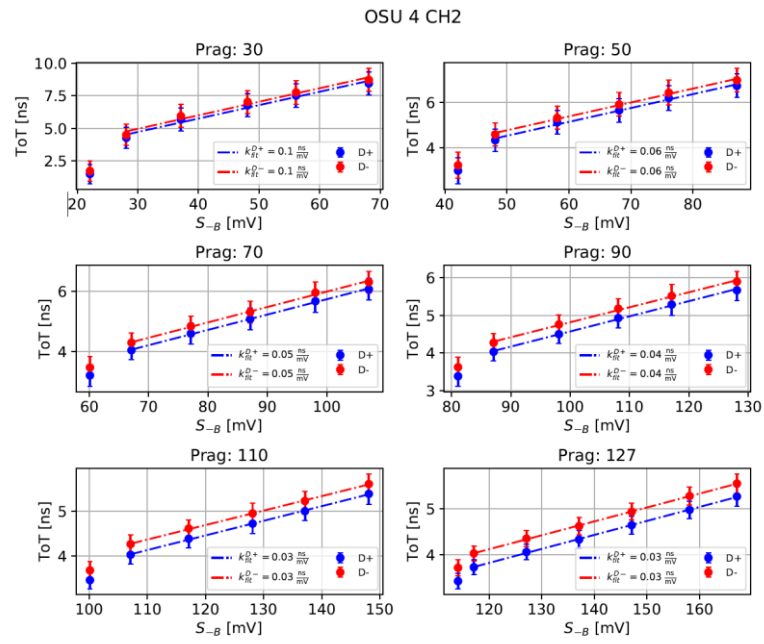 OSU 4 CH2
Prag: 30
ToT [ns]
10.0
7.5
5.0
2.5
k_fit^{D+} = 0.1 ns/mV
k_fit^{D−} = 0.1 ns/mV
D+
D-
20 30 40 50 60 70
S_{−B} [mV]
Prag: 50
ToT [ns]
6
4
k_fit^{D+} = 0.06 ns/mV
k_fit^{D−} = 0.06 ns/mV
D+
D-
40 50 60 70 80
S_{−B} [mV]
Prag: 70
ToT [ns]
6
4
k_fit^{D+} = 0.05 ns/mV
k_fit^{D−} = 0.05 ns/mV
D+
D-
60 70 80 90 100
S_{−B} [mV]
Prag: 90
ToT [ns]
6
5
4
3
k_fit^{D+} = 0.04 ns/mV
k_fit^{D−} = 0.04 ns/mV
D+
D-
80 90 100 110 120 130
S_{−B} [mV]
Prag: 110
ToT [ns]
5
4
k_fit^{D+} = 0.03 ns/mV
k_fit^{D−} = 0.03 ns/mV
D+
D-
100 110 120 130 140 150
S_{−B} [mV]
Prag: 127
ToT [ns]
5
4
k_fit^{D+} = 0.03 ns/mV
k_fit^{D−} = 0.03 ns/mV
D+
D-
120 130 140 150 160
S_{−B} [mV]